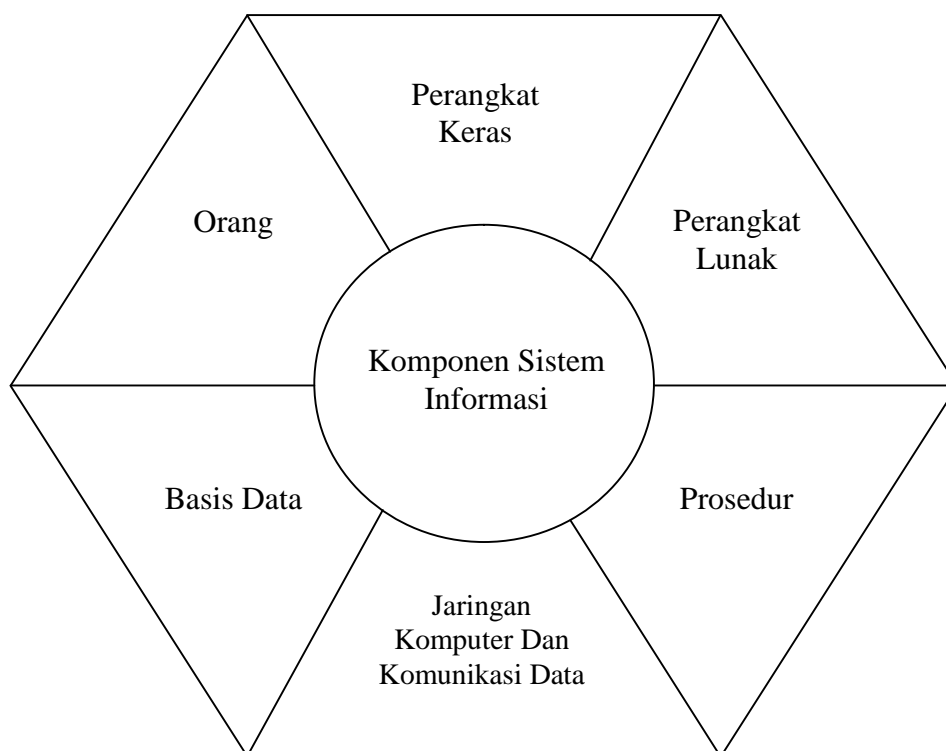 Perangkat
Keras
Orang
Perangkat
Lunak
Komponen Sistem
Informasi
Basis Data
Prosedur
Jaringan
Komputer Dan
Komunikasi Data